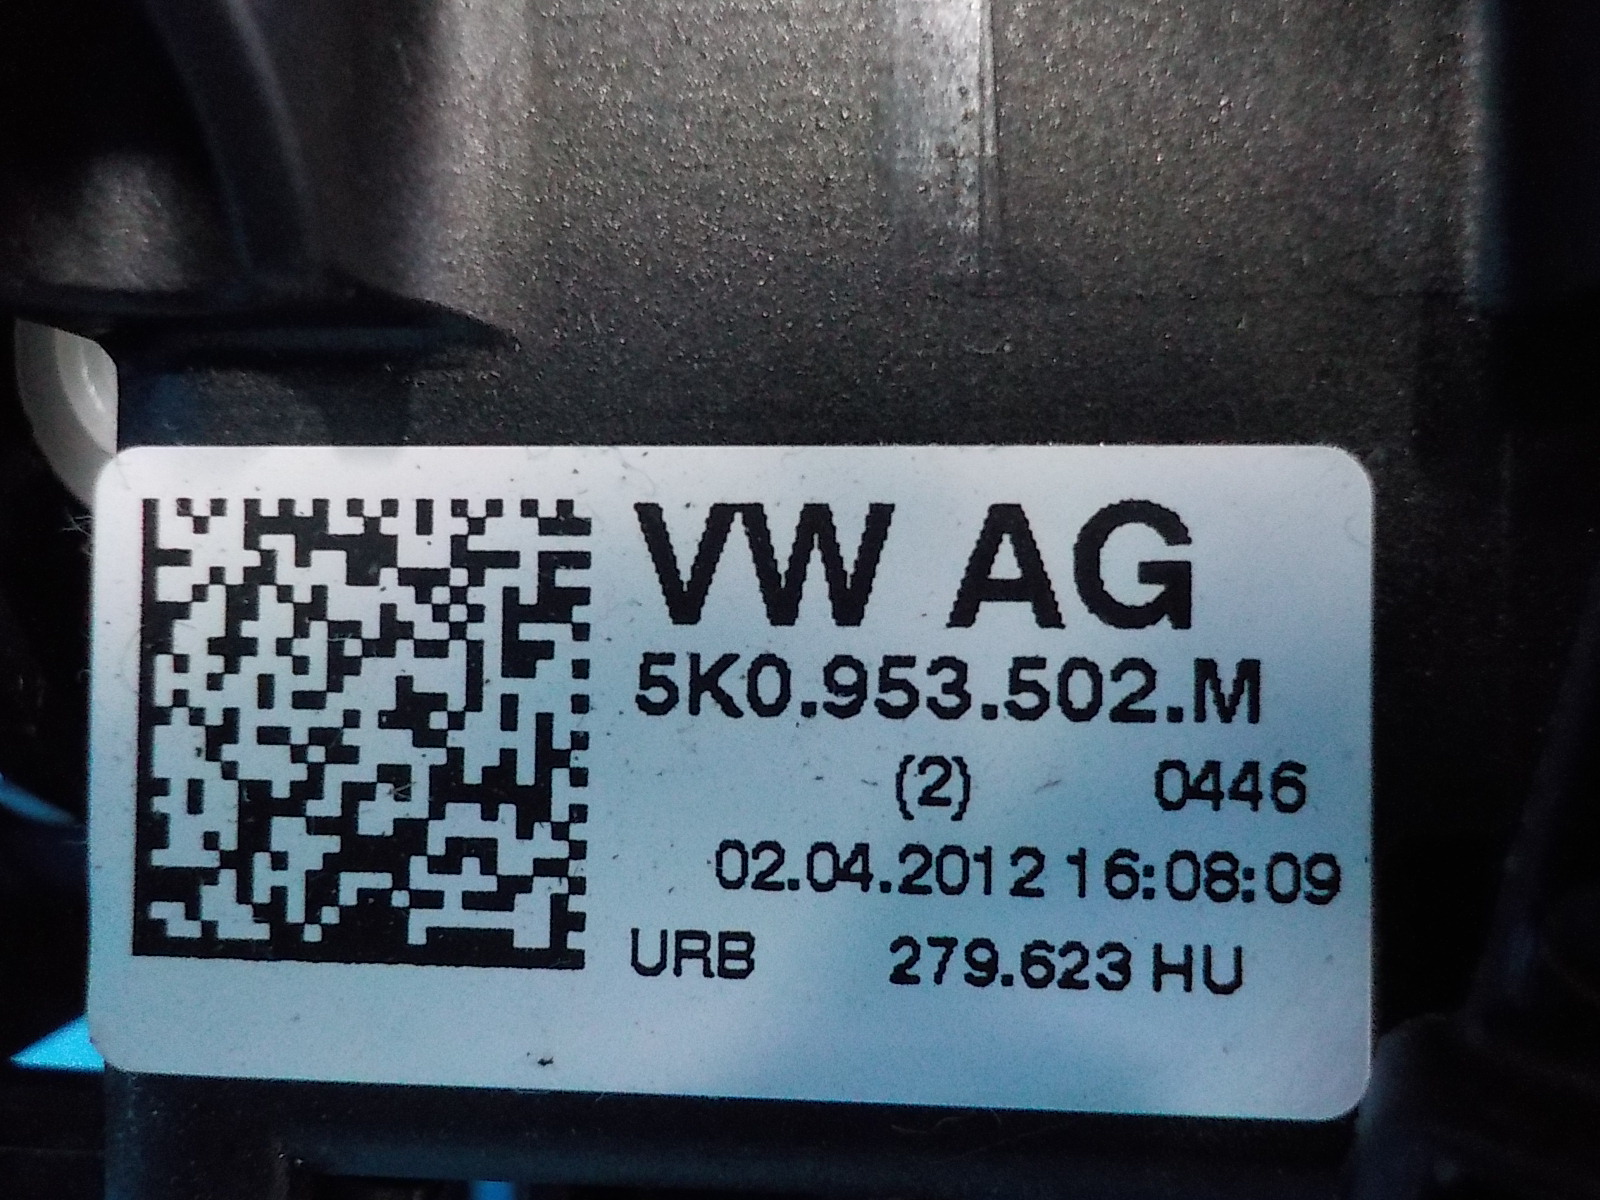 VW AG
5K0.953.502.M
(2) 0446
02.04.2012 16:08:09
URB 279.623 HU